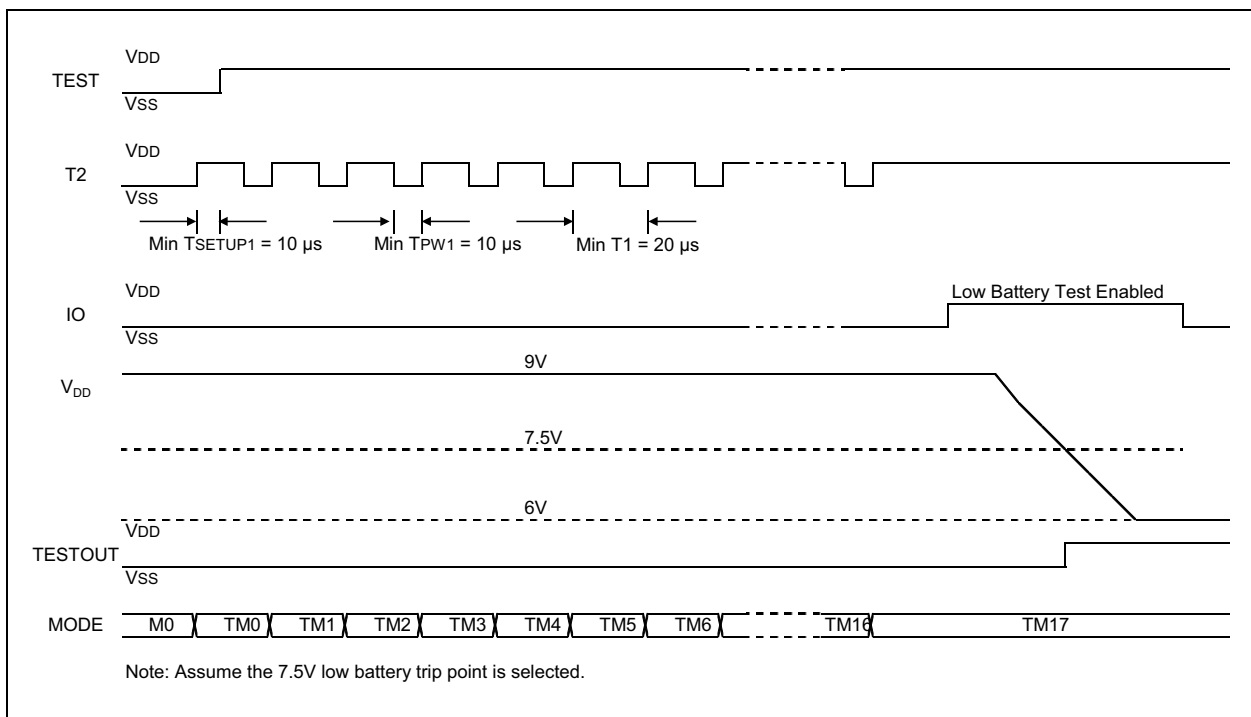 VDD
TEST
VSS
VDD
T2
VSS
Min TSETUP1 = 10 µs Min TPW1 = 10 µs Min T1 = 20 µs
VDD
Low Battery Test Enabled
IO
VSS
9V
VDD
7.5V
6V
VDD
TESTOUT
VSS
MODE M0 TM0 TM1 TM2 TM3 TM4 TM5 TM6 TM16 TM17
Note: Assume the 7.5V low battery trip point is selected.